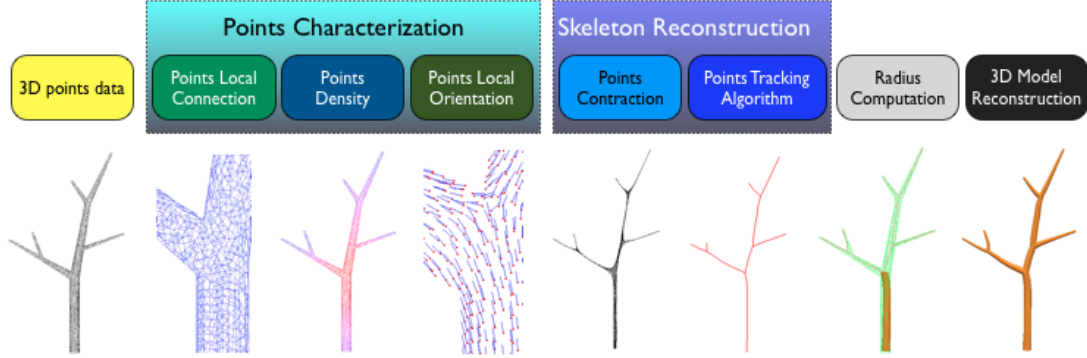 Points Characterization
Skeleton Reconstruction
3D points data
Points Local
Connection
Points
Density
Points Local
Orientation
Points
Contraction
Points Tracking
Algorithm
Radius
Computation
3D Model
Reconstruction